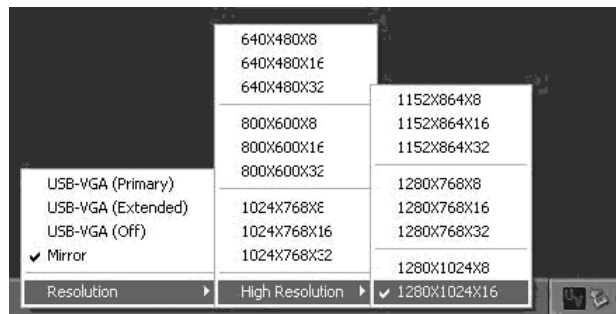 640X480X8
640X480X16
640X480X32
800X600X8
800X600X16
800X600X32
1024X768X8
1024X768X16
1024X768X32
High Resolution
1152X864X8
1152X864X16
1152X864X32
1280X768X8
1280X768X16
1280X768X32
1280X1024X8
1280X1024X16
USB-VGA (Primary)
USB-VGA (Extended)
USB-VGA (Off)
Mirror
Resolution
UV